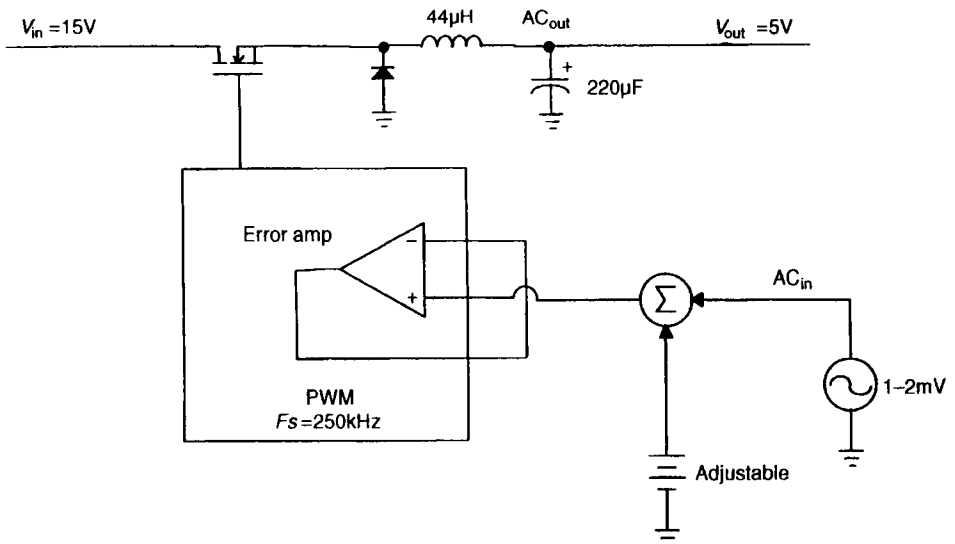 V_in =15V
44µH
AC_out
V_out =5V
+
220µF
Error amp
−
+
Σ
AC_in
1–2mV
PWM
Fs=250kHz
Adjustable